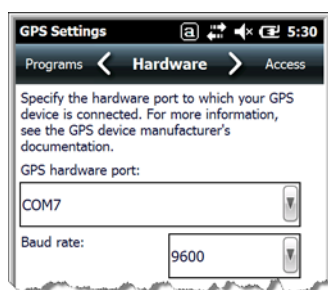 GPS Settings a 5:30
Programs Hardware Access
Specify the hardware port to which your GPS
device is connected. For more information,
see the GPS device manufacturer's
documentation.
GPS hardware port:
COM7
Baud rate:
9600